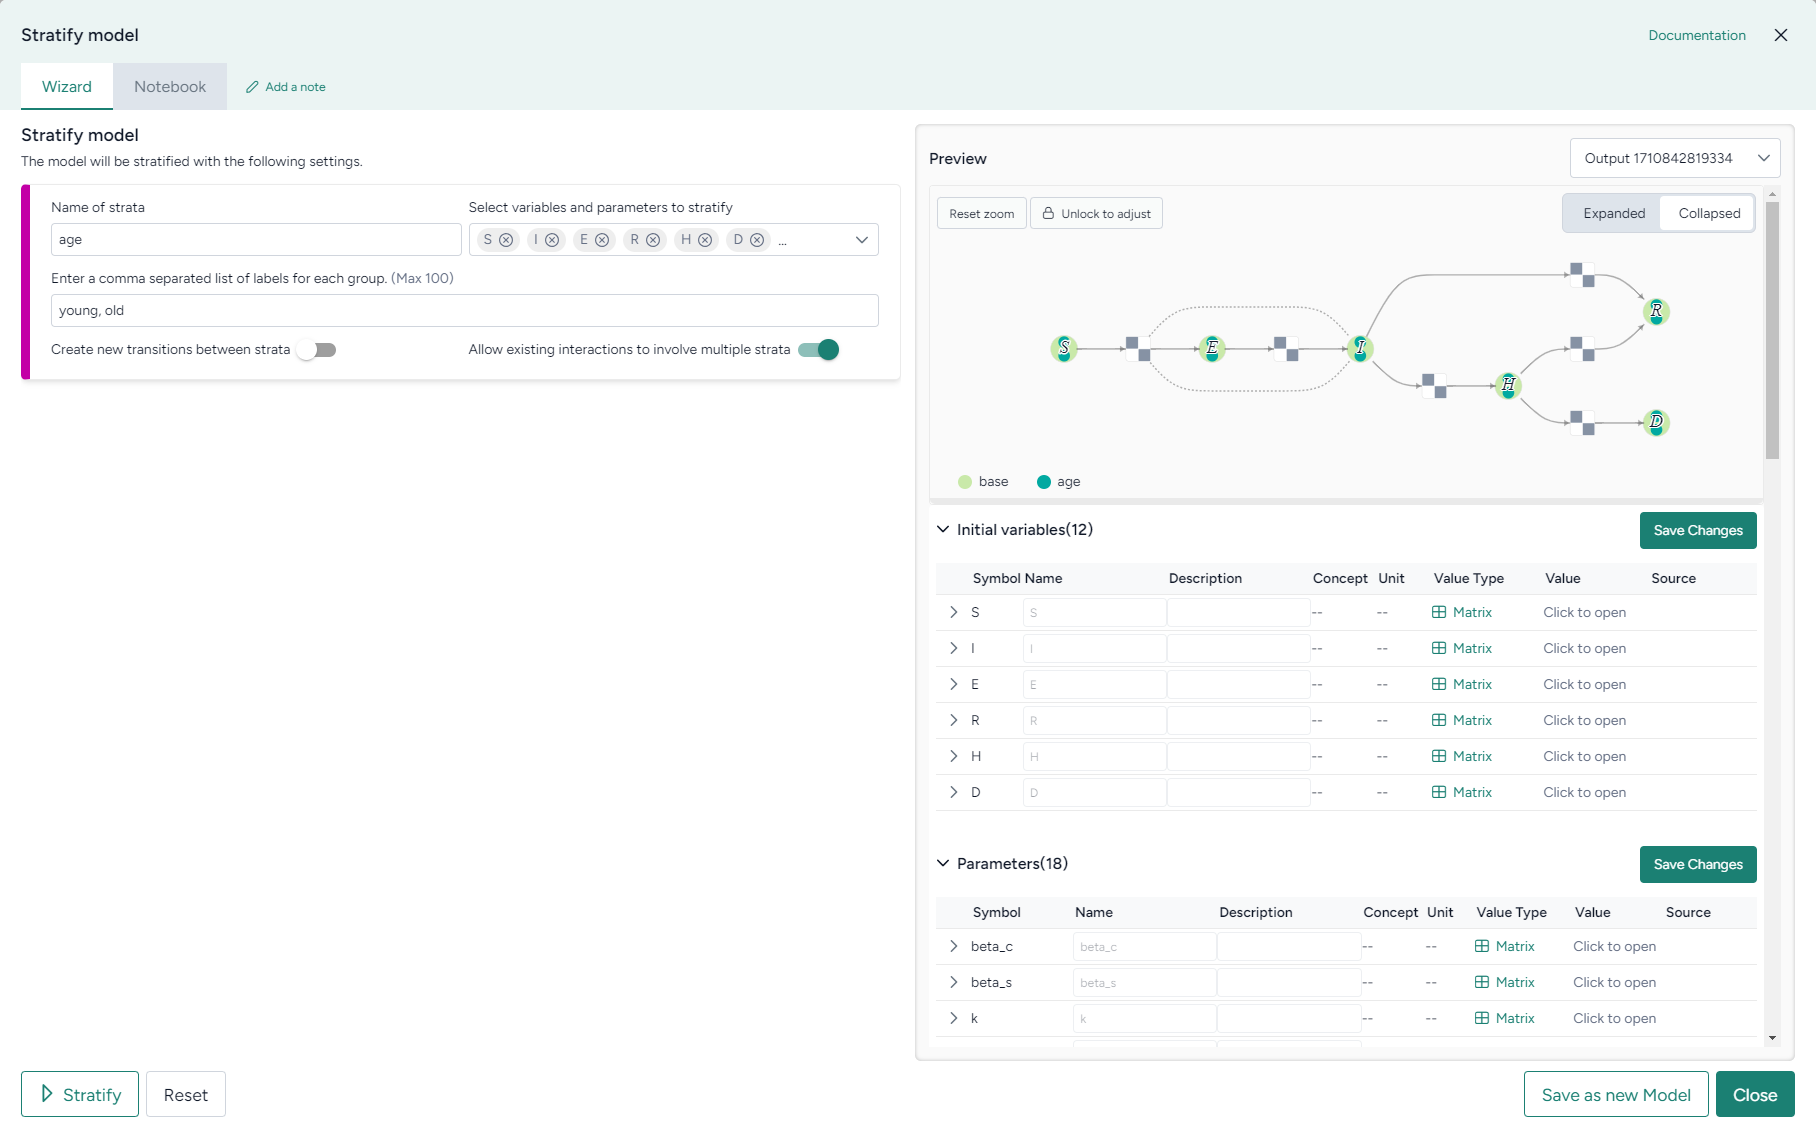 Stratify model
Documentation
Wizard
Notebook
Add a note
Stratify model
The model will be stratified with the following settings.
Name of strata
Select variables and parameters to stratify
age
S I E R H D ...
Enter a comma separated list of labels for each group. (Max 100)
young, old
Create new transitions between strata
Allow existing interactions to involve multiple strata
Preview
Output 1710842819334
Reset zoom
Unlock to adjust
Expanded
Collapsed
R
S
E
I
H
D
base
age
Initial variables(12)
Save Changes
Symbol Name Description Concept Unit Value Type Value Source
S S -- -- Matrix Click to open
I I -- -- Matrix Click to open
E E -- -- Matrix Click to open
R R -- -- Matrix Click to open
H H -- -- Matrix Click to open
D D -- -- Matrix Click to open
Parameters(18)
Save Changes
Symbol Name Description Concept Unit Value Type Value Source
beta_c beta_c -- -- Matrix Click to open
beta_s beta_s -- -- Matrix Click to open
k k -- -- Matrix Click to open
Stratify
Reset
Save as new Model
Close